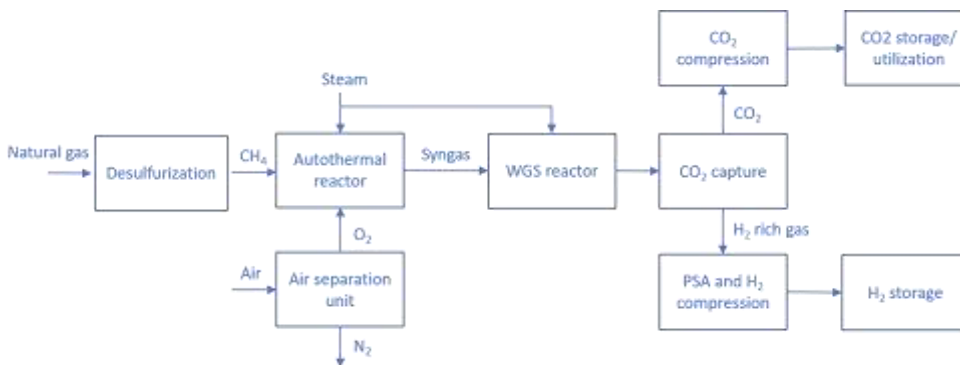 CO₂
compression
CO2 storage/
utilization
Steam
CO₂
Natural gas
Desulfurization
CH₄
Autothermal
reactor
Syngas
WGS reactor
CO₂ capture
O₂
H₂ rich gas
Air
Air separation
unit
PSA and H₂
compression
H₂ storage
N₂